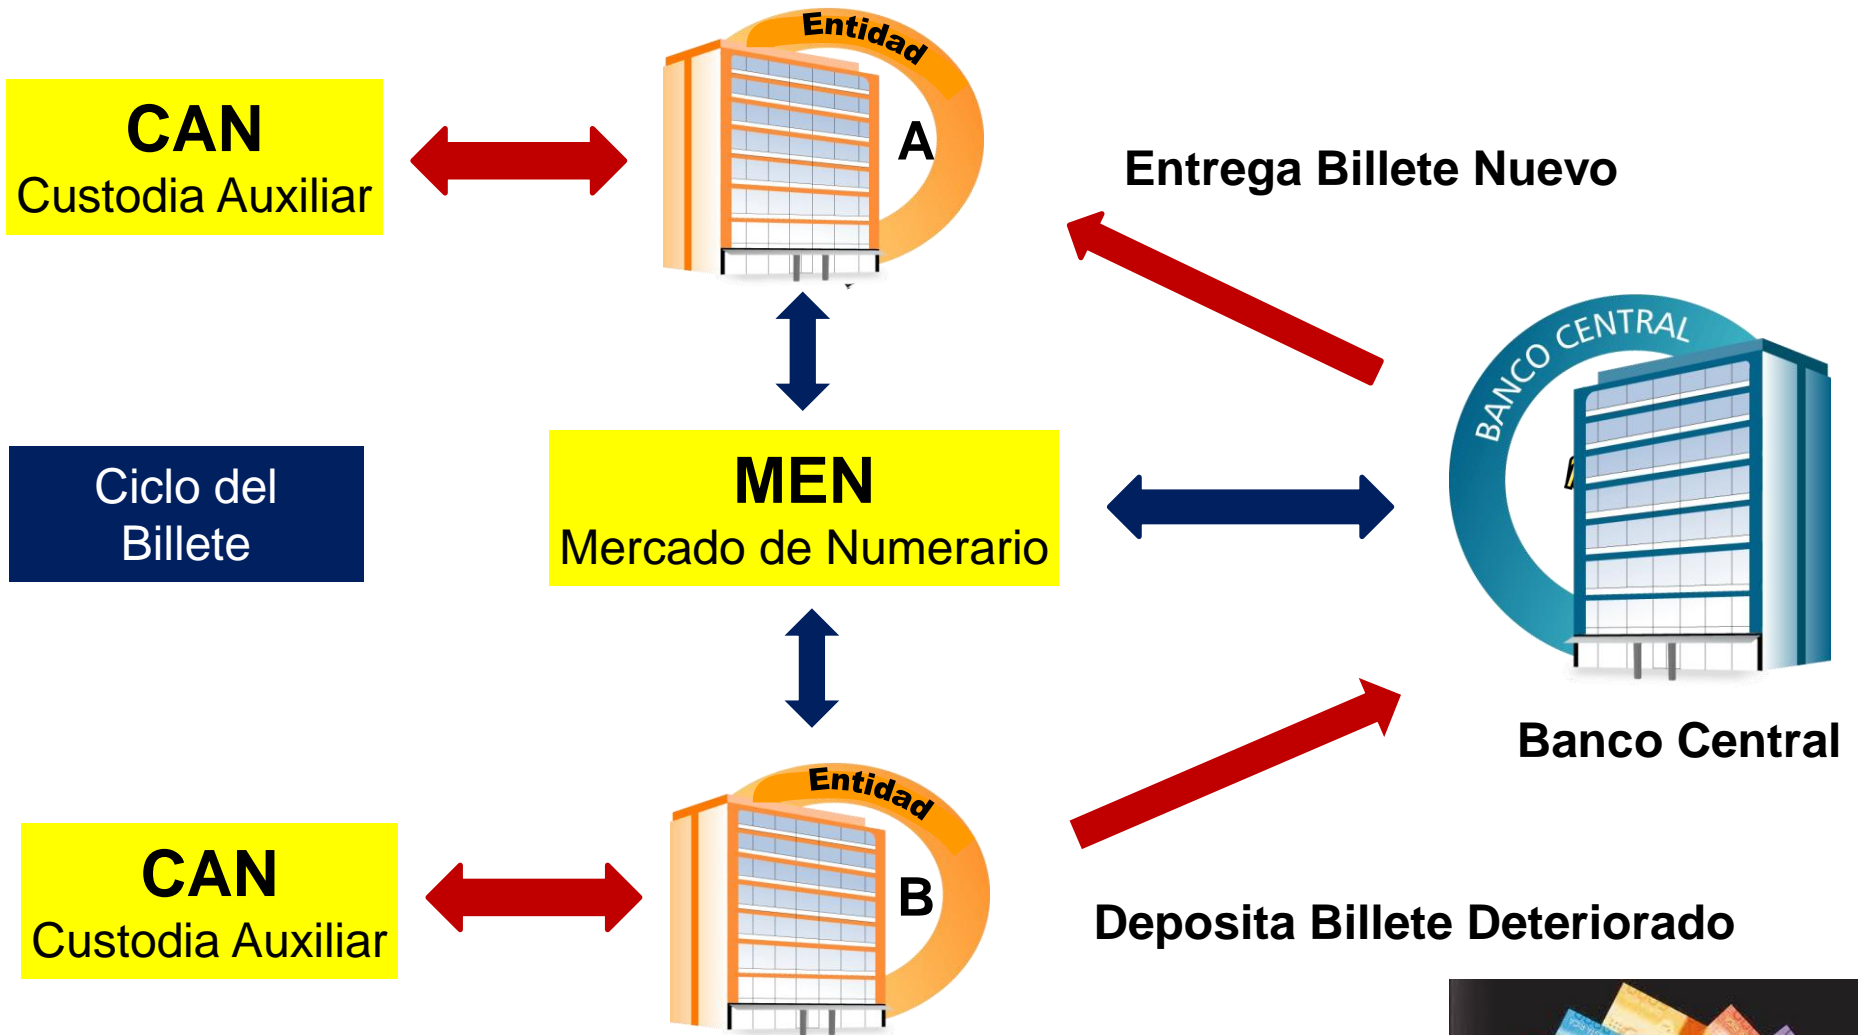 Entidad
A
CAN
Custodia Auxiliar
Entrega Billete Nuevo
BANCO CENTRAL
Ciclo del
Billete
MEN
Mercado de Numerario
Banco Central
Entidad
B
CAN
Custodia Auxiliar
Deposita Billete Deteriorado